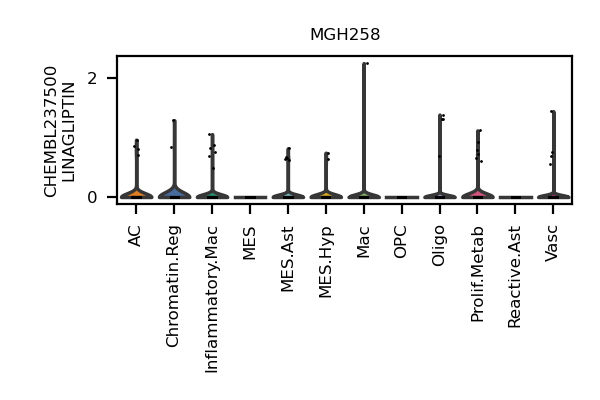 MGH258
CHEMBL237500
LINAGLIPTIN
2
0
AC
Chromatin.Reg
Inflammatory.Mac
MES
MES.Ast
MES.Hyp
Mac
OPC
Oligo
Prolif.Metab
Reactive.Ast
Vasc